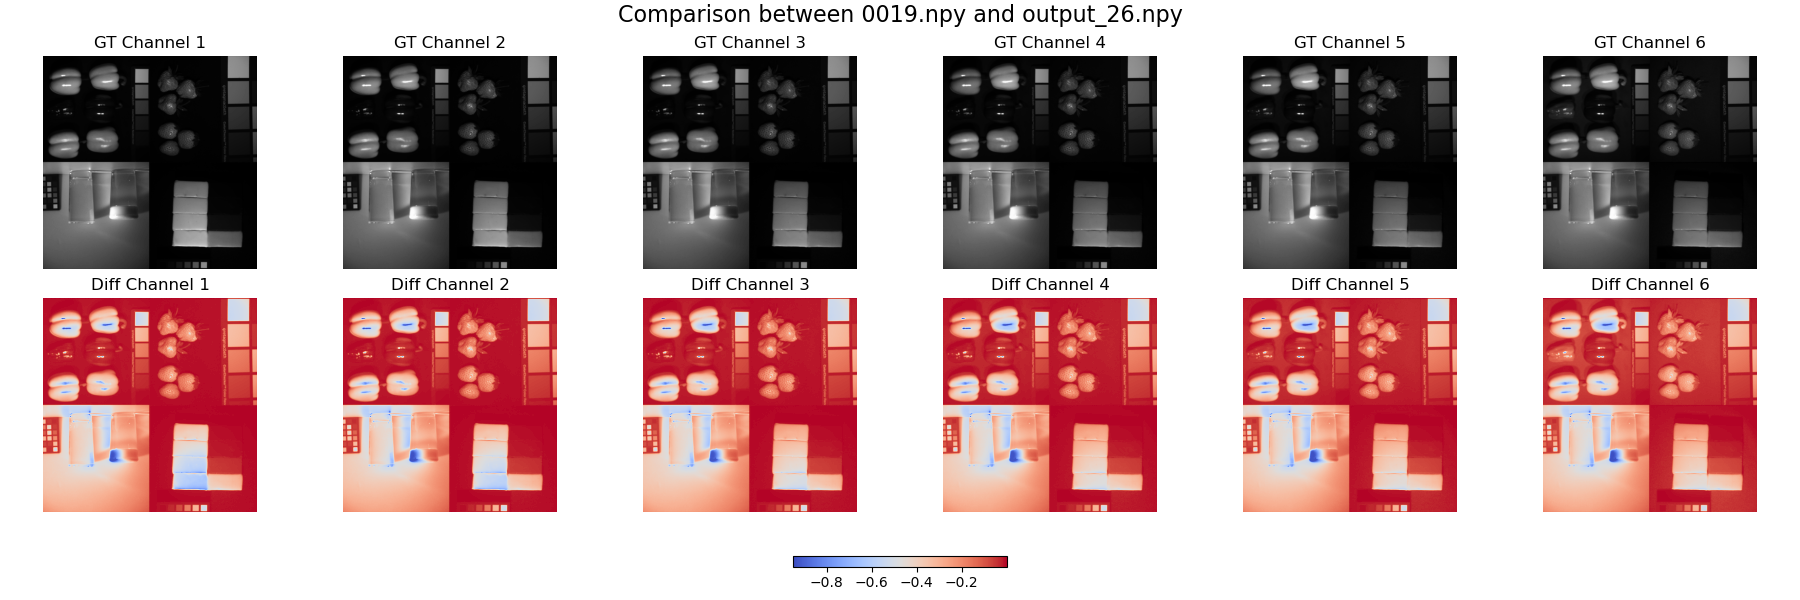 Comparison between 0019.npy and output_26.npy
GT Channel 1
GT Channel 2
GT Channel 3
GT Channel 4
GT Channel 5
GT Channel 6
Diff Channel 1
Diff Channel 2
Diff Channel 3
Diff Channel 4
Diff Channel 5
Diff Channel 6
−0.8
−0.6
−0.4
−0.2